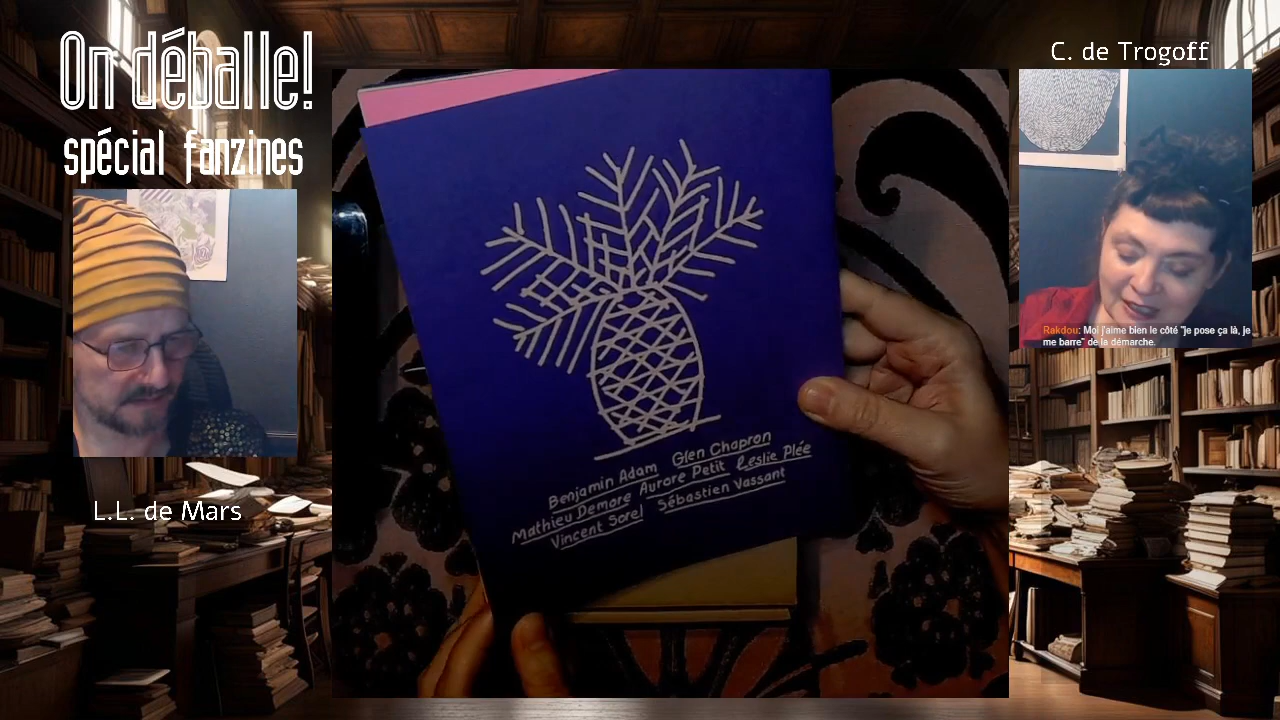 On déballe!
spécial fanzines
C. de Trogoff
Benjamin Adam Glen Chapron
Mathieu Demore Aurore Petit Leslie Plée
Vincent Sorel Sébastien Vassant
Rakdou: Moi j'aime bien le côté "je pose ça là, je
me barre" de la démarche.
L.L. de Mars